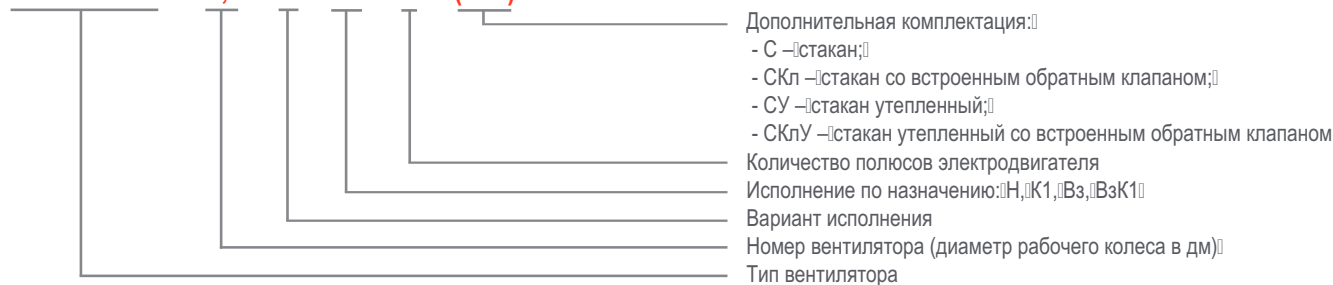 Дополнительная комплектация:
- С – стакан;
- СКл – стакан со встроенным обратным клапаном;
- СУ – стакан утепленный;
- СКлУ – стакан утепленный со встроенным обратным клапаном
Количество полюсов электродвигателя
Исполнение по назначению: Н, К1, Вз, ВзК1
Вариант исполнения
Номер вентилятора (диаметр рабочего колеса в дм)
Тип вентилятора